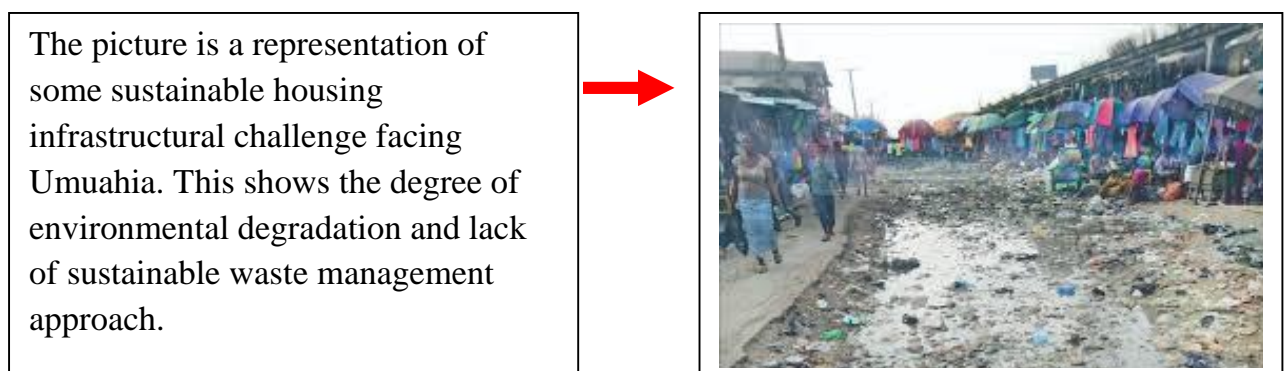 The picture is a representation of
some sustainable housing
infrastructural challenge facing
Umuahia. This shows the degree of
environmental degradation and lack
of sustainable waste management
approach.